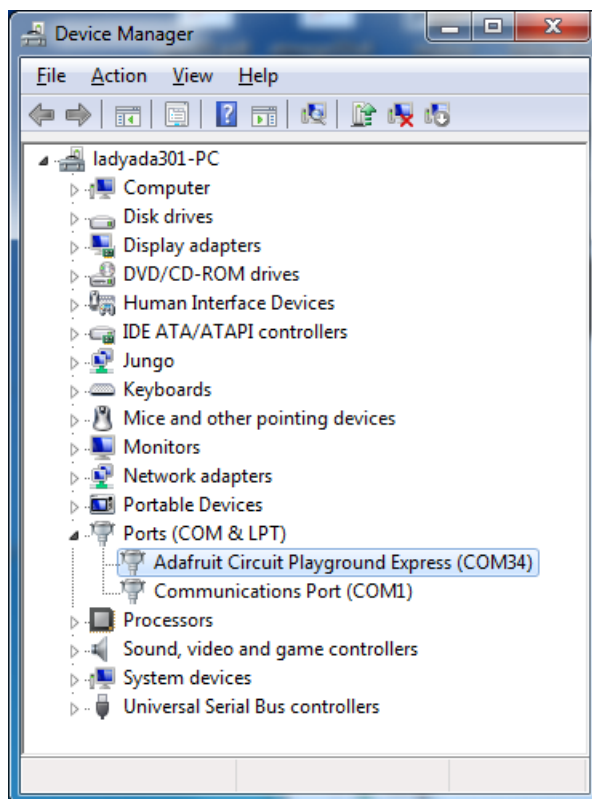 Device Manager
File Action View Help
ladyada301-PC
Computer
Disk drives
Display adapters
DVD/CD-ROM drives
Human Interface Devices
IDE ATA/ATAPI controllers
Jungo
Keyboards
Mice and other pointing devices
Monitors
Network adapters
Portable Devices
Ports (COM & LPT)
Adafruit Circuit Playground Express (COM34)
Communications Port (COM1)
Processors
Sound, video and game controllers
System devices
Universal Serial Bus controllers